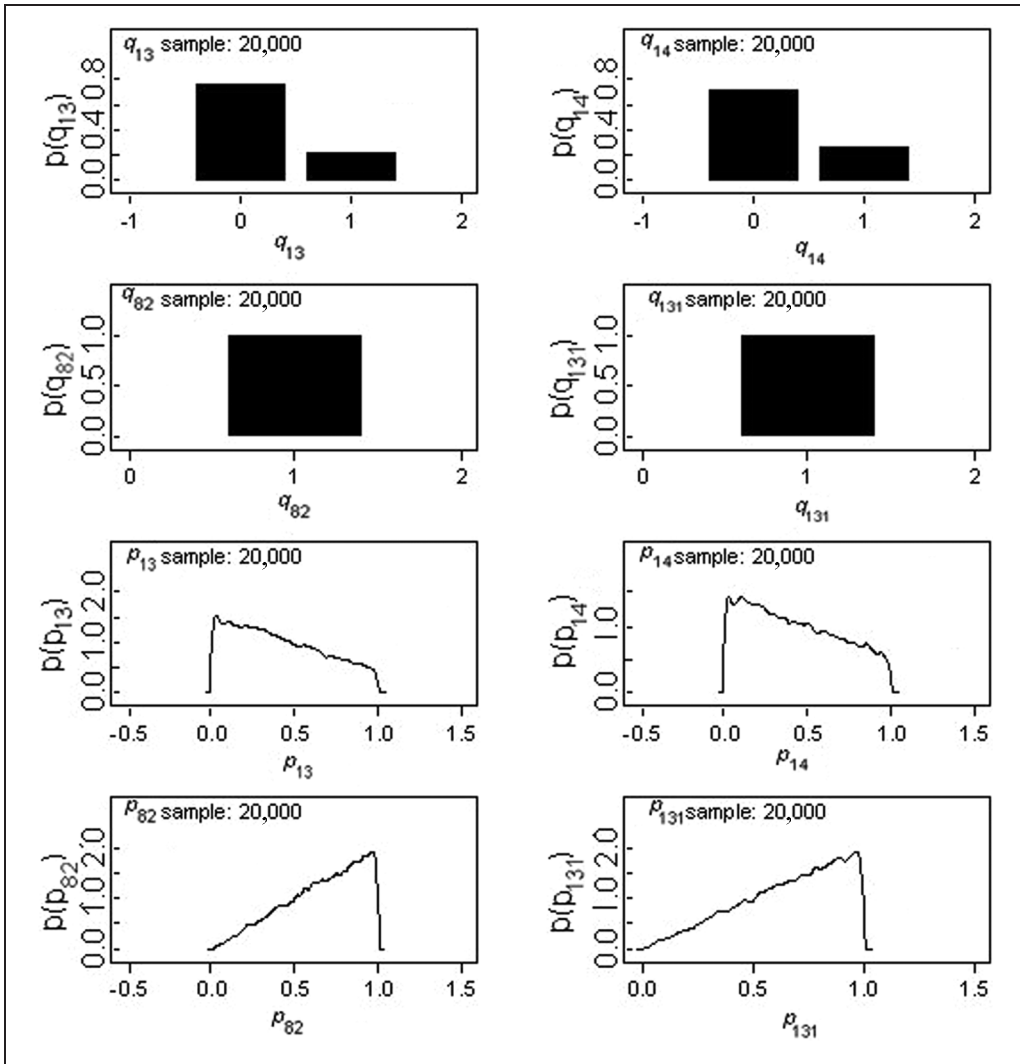 q13 sample: 20,000
p(q13)
0.0 0.4 0.8
-1 0 1 2
q13
q14 sample: 20,000
p(q14)
0.0 0.4 0.8
-1 0 1 2
q14
q82 sample: 20,000
p(q82)
0.0 0.5 1.0
0 1 2
q82
q131 sample: 20,000
p(q131)
0.0 0.5 1.0
0 1 2
q131
p13 sample: 20,000
p(p13)
0.0 1.0 2.0
-0.5 0.0 0.5 1.0 1.5
p13
p14 sample: 20,000
p(p14)
0.0 1.0
-0.5 0.0 0.5 1.0 1.5
p14
p82 sample: 20,000
p(p82)
0.0 1.0 2.0
-0.5 0.0 0.5 1.0 1.5
p82
p131 sample: 20,000
p(p131)
0.0 1.0 2.0
0.0 0.5 1.0 1.5
p131